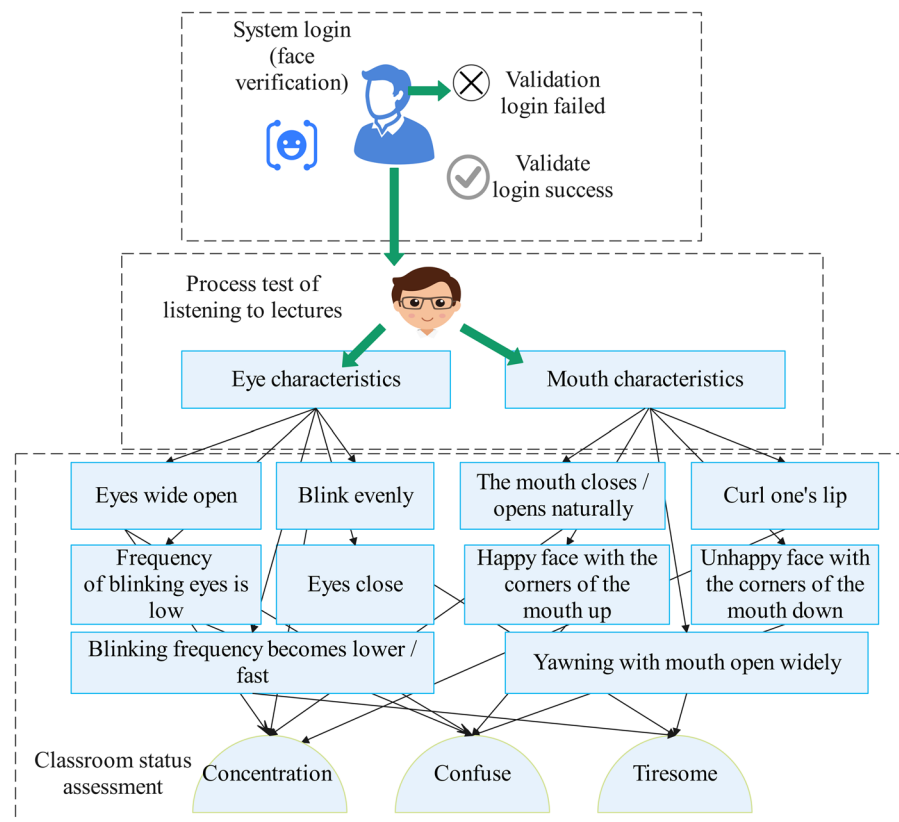 System login
(face
verification)
Validation
login failed
Validate
login success
Process test of
listening to lectures
Eye characteristics
Mouth characteristics
Eyes wide open
Blink evenly
The mouth closes /
opens naturally
Curl one's lip
Frequency
of blinking eyes is
low
Eyes close
Happy face with the
corners of the
mouth up
Unhappy face with
the corners of the
mouth down
Blinking frequency becomes lower /
fast
Yawning with mouth open widely
Classroom status
assessment
Concentration
Confuse
Tiresome